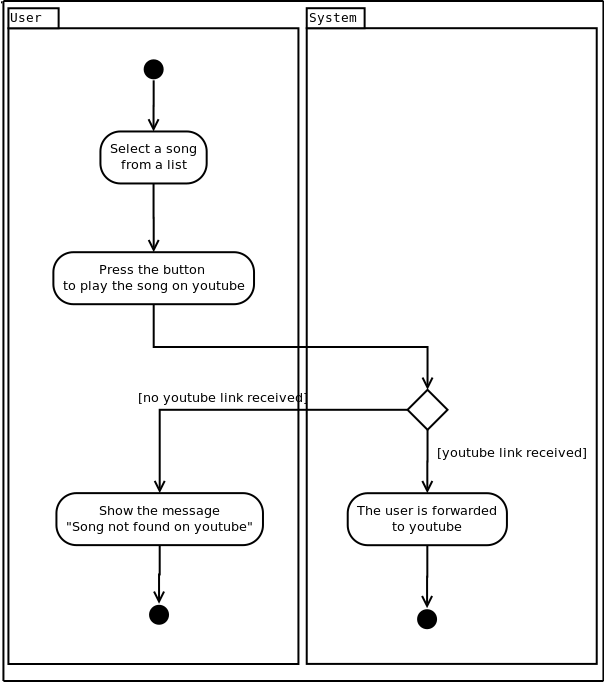 User
System
Select a song
from a list
Press the button
to play the song on youtube
[no youtube link received]
[youtube link received]
Show the message
"Song not found on youtube"
The user is forwarded
to youtube